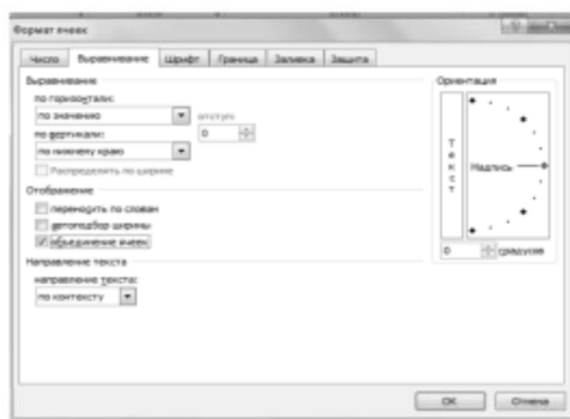 Формат ячеек
Число Выравнивание Шрифт Граница Заливка Защита
Выравнивание
по горизонтали:
по значению
отступ:
по вертикали:
0
по нижнему краю
Распределять по ширине
Отображение
переносить по словам
автоподбор ширины
объединение ячеек
Направление текста
направление текста:
по контексту
Ориентация
Текст
Надпись
0 градусов
ОК Отмена